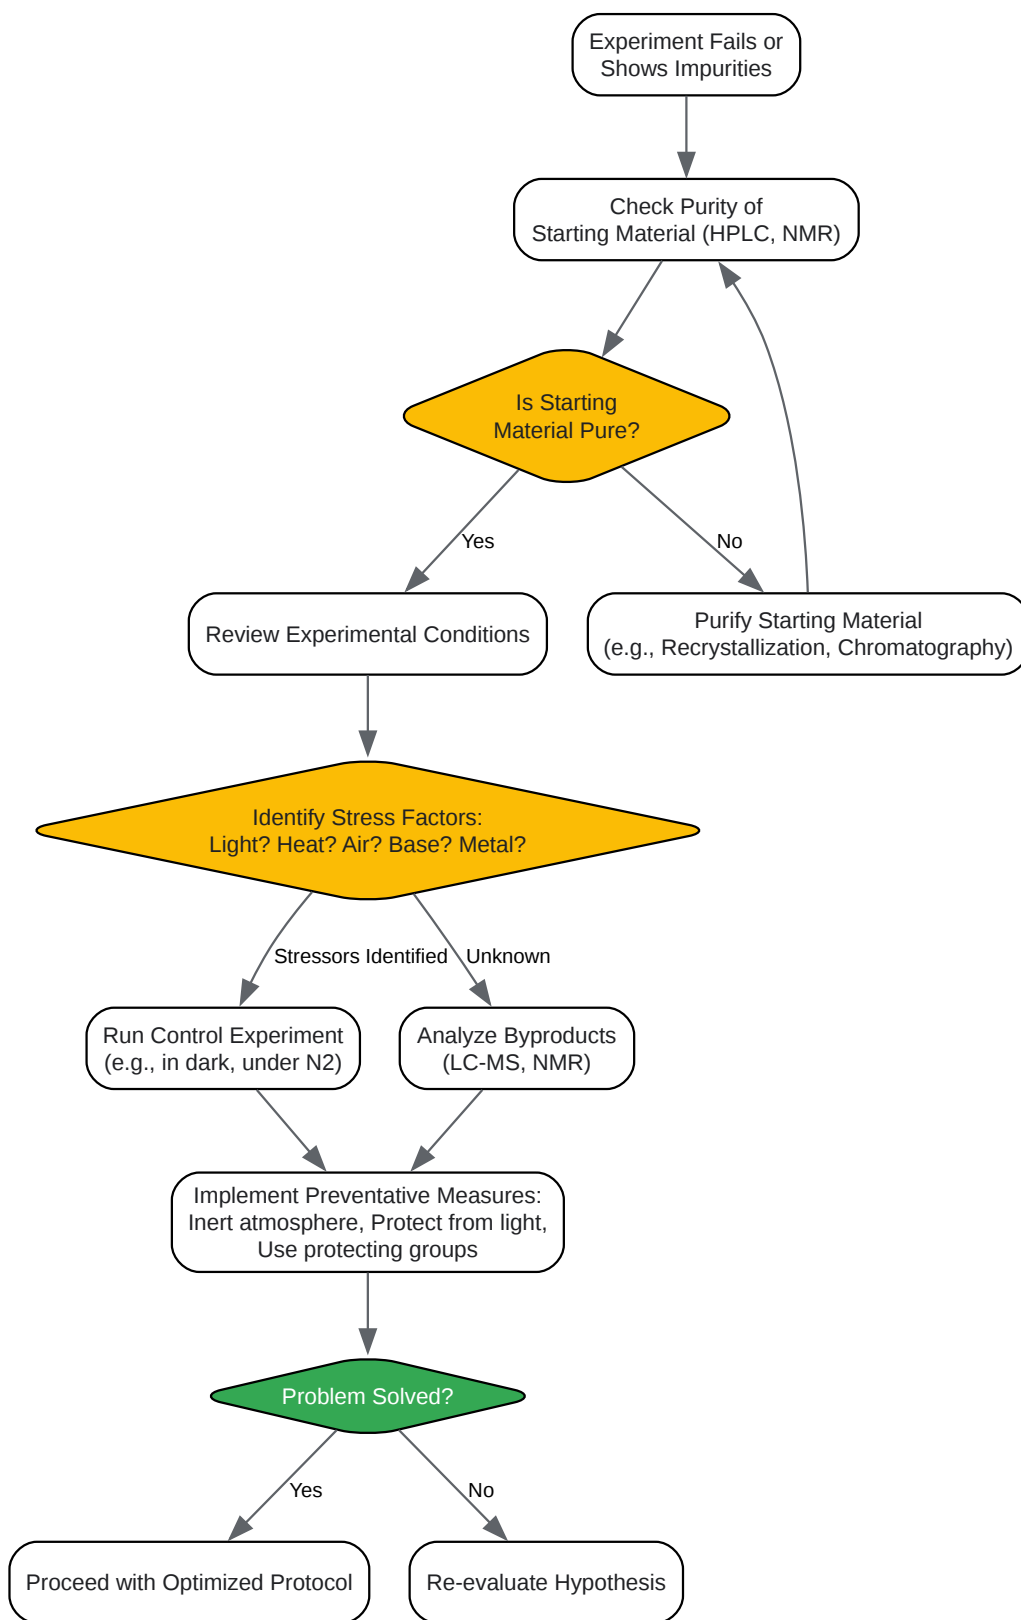 Experiment Fails or
Shows Impurities
Check Purity of
Starting Material (HPLC, NMR)
Is Starting
Material Pure?
Yes
No
Review Experimental Conditions
Purify Starting Material
(e.g., Recrystallization, Chromatography)
Identify Stress Factors:
Light? Heat? Air? Base? Metal?
Stressors Identified
Unknown
Run Control Experiment
(e.g., in dark, under N2)
Analyze Byproducts
(LC-MS, NMR)
Implement Preventative Measures:
Inert atmosphere, Protect from light,
Use protecting groups
Problem Solved?
Yes
No
Proceed with Optimized Protocol
Re-evaluate Hypothesis